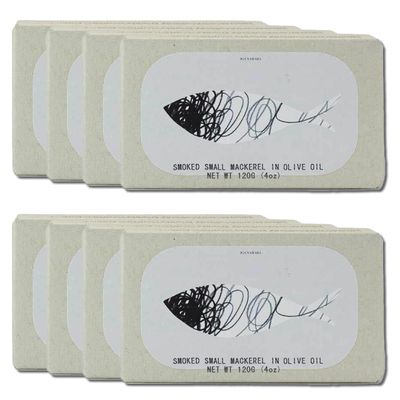 SMOKED SMALL MACKEREL IN OLIVE OIL
NET WT 120G (4oz)
SMOKED SMALL MACKEREL IN OLIVE OIL
NET WT 120G (4oz)